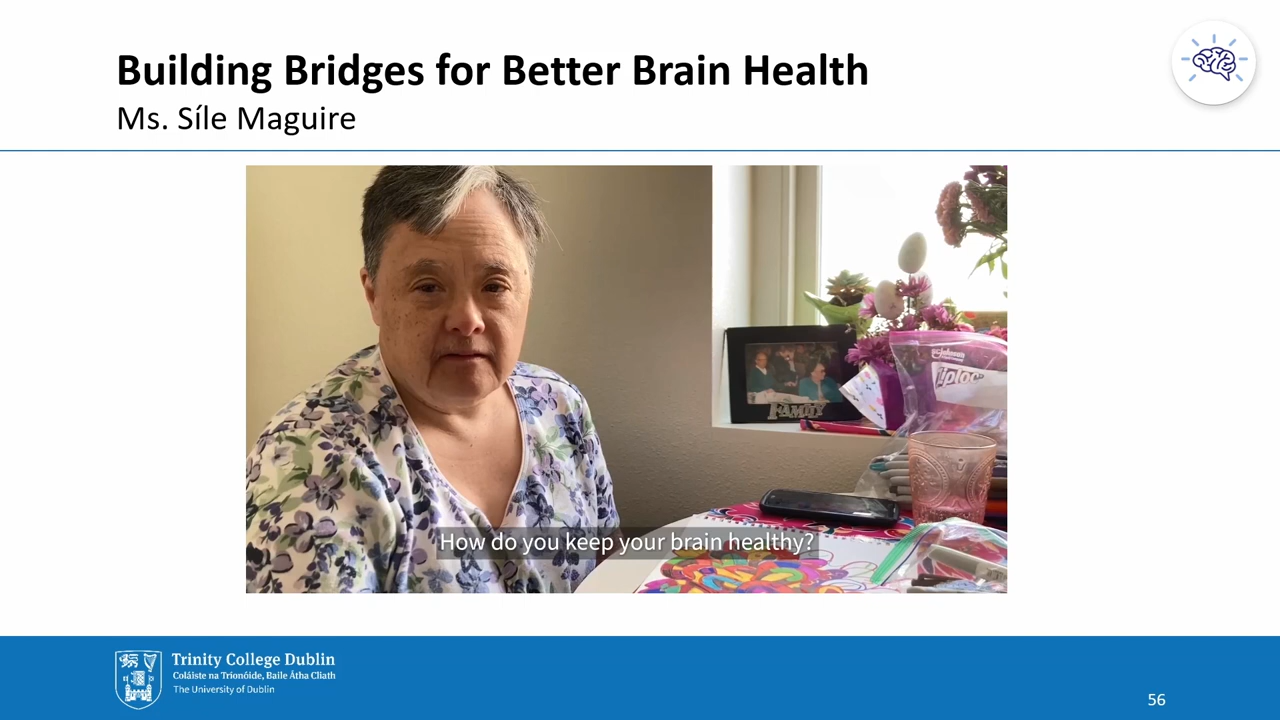 Building Bridges for Better Brain Health
Ms. Síle Maguire
FAMILY
Johnson
Ziploc
How do you keep your brain healthy?
Trinity College Dublin
Coláiste na Tríonóide, Baile Átha Cliath
The University of Dublin
56